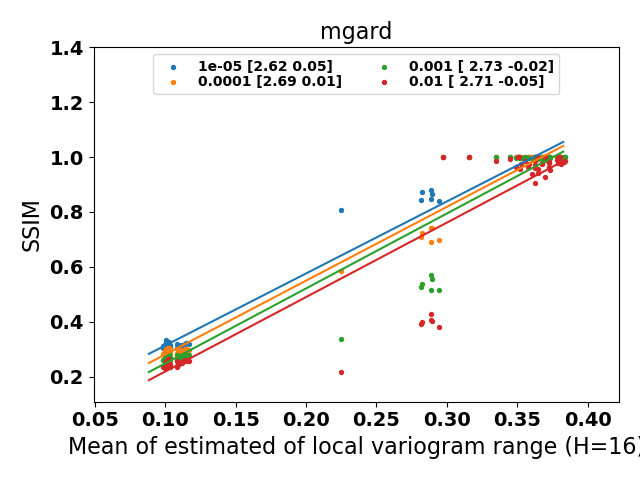 mgard
1e-05 [2.62 0.05]
0.0001 [2.69 0.01]
0.001 [ 2.73 -0.02]
0.01 [ 2.71 -0.05]
1.4
1.2
1.0
0.8
0.6
0.4
0.2
SSIM
0.05 0.10 0.15 0.20 0.25 0.30 0.35 0.40
Mean of estimated of local variogram range (H=16)